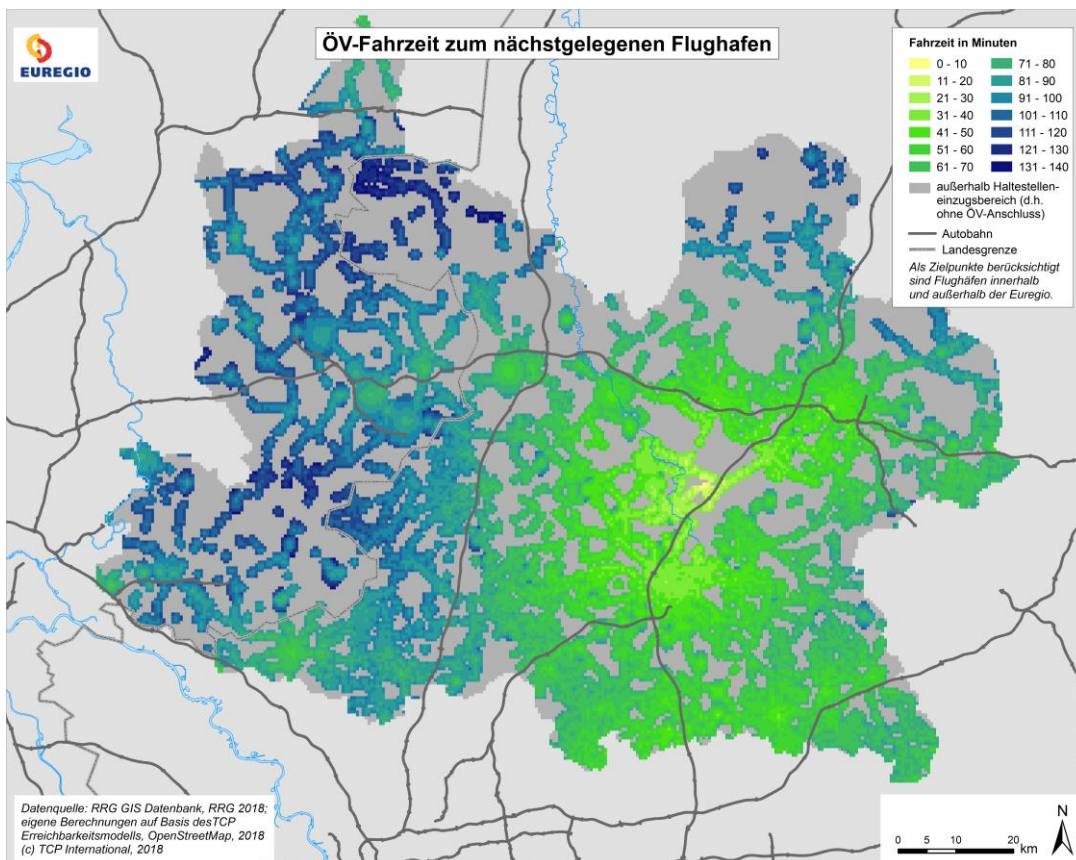 EUREGIO
ÖV-Fahrzeit zum nächstgelegenen Flughafen
Fahrzeit in Minuten
0 - 10
11 - 20
21 - 30
31 - 40
41 - 50
51 - 60
61 - 70
71 - 80
81 - 90
91 - 100
101 - 110
111 - 120
121 - 130
131 - 140
außerhalb Haltestellen-
einzugsbereich (d.h.
ohne ÖV-Anschluss)
Autobahn
Landesgrenze
Als Zielpunkte berücksichtigt
sind Flughäfen innerhalb
und außerhalb der Euregio.
Datenquelle: RRG GIS Datenbank, RRG 2018;
eigene Berechnungen auf Basis desTCP
Erreichbarkeitsmodells, OpenStreetMap, 2018
(c) TCP International, 2018
0 5 10 20
km
N